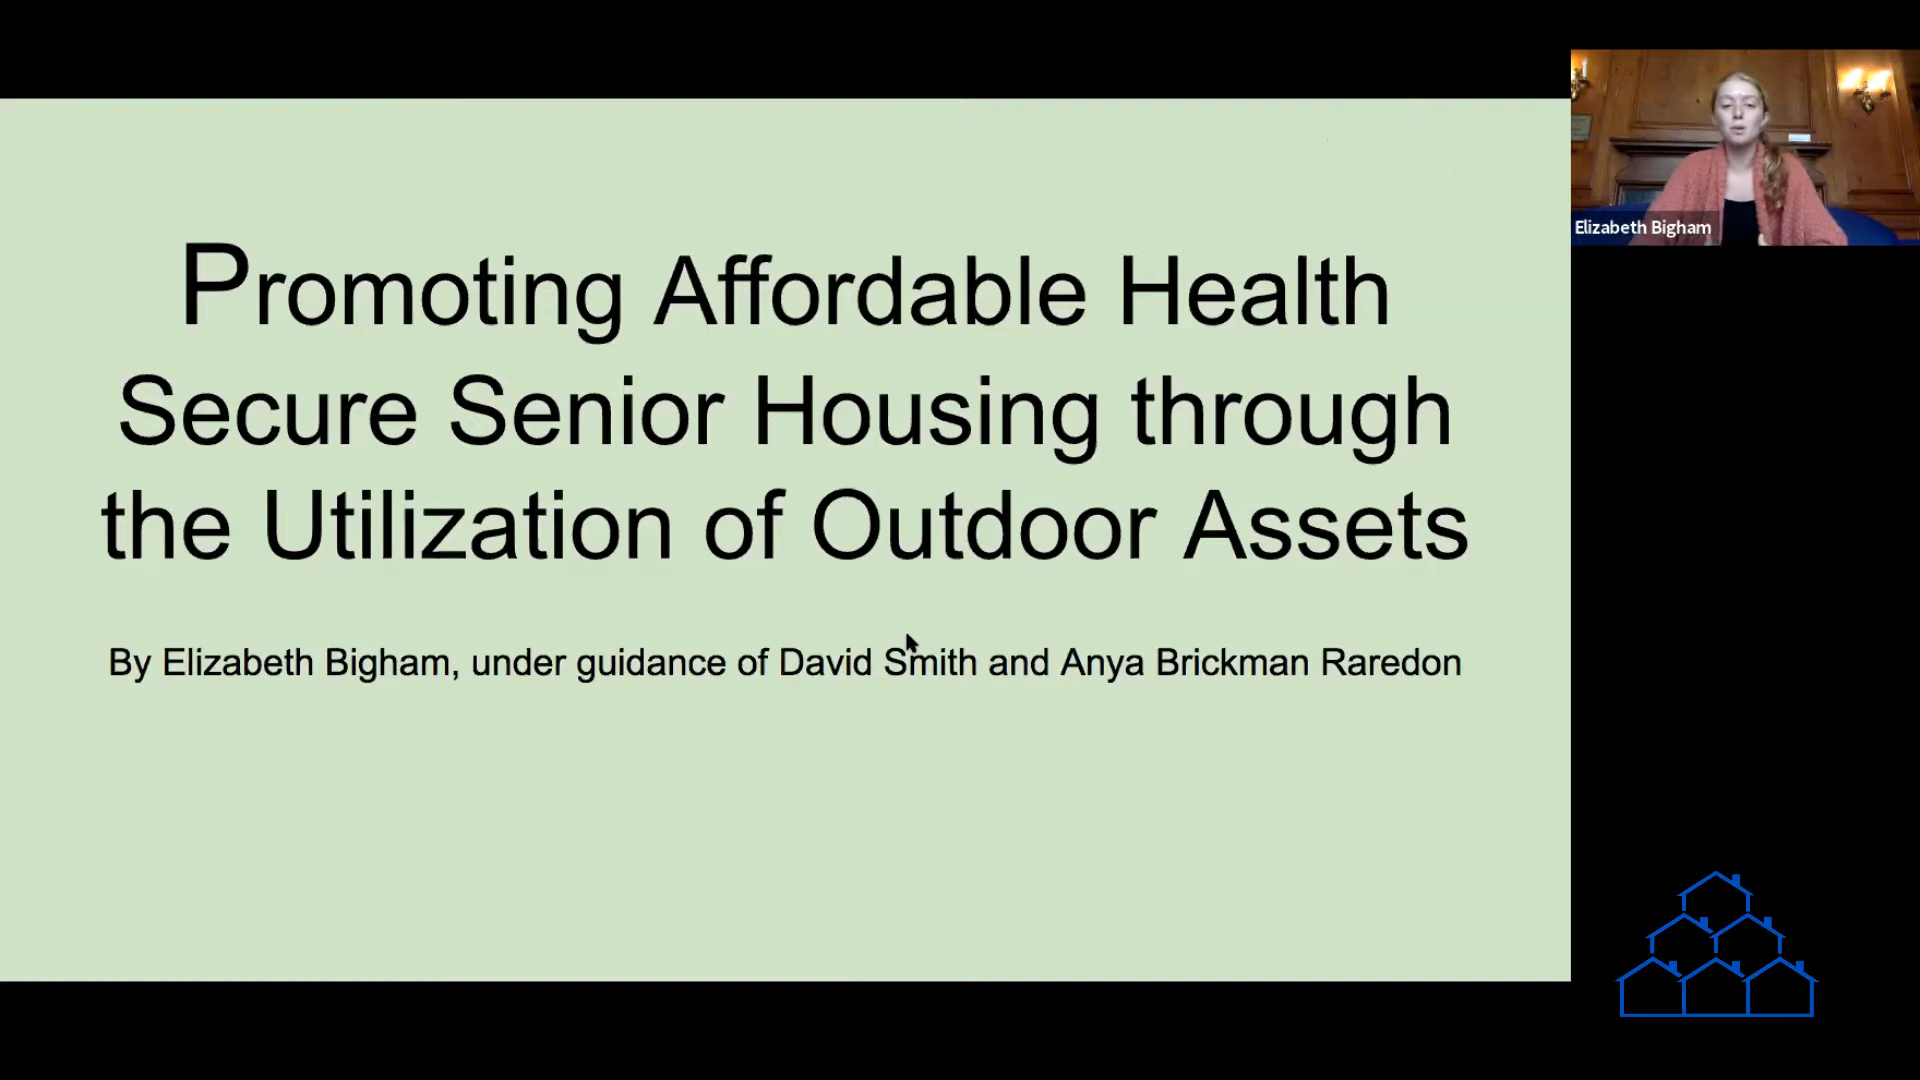 Promoting Affordable Health
Secure Senior Housing through
the Utilization of Outdoor Assets
By Elizabeth Bigham, under guidance of David Smith and Anya Brickman Raredon
Elizabeth Bigham